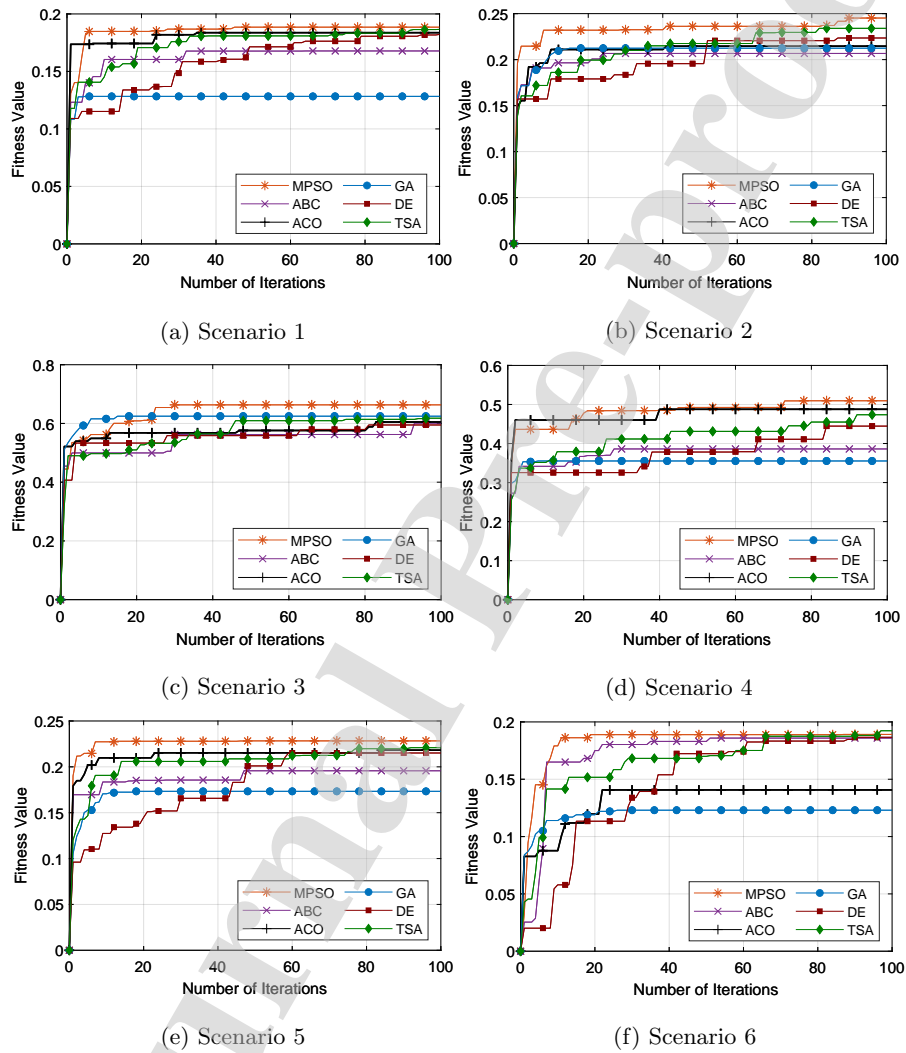 0.2
0.15
0.1
0.05
0
Fitness Value
MPSO GA
ABC DE
ACO TSA
0 20 40 60 80 100
Number of Iterations
(a) Scenario 1
0.25
0.2
0.15
0.1
0.05
0
Fitness Value
MPSO GA
ABC DE
ACO TSA
0 20 40 60 80 100
Number of Iterations
(b) Scenario 2
0.8
0.6
0.4
0.2
0
Fitness Value
MPSO GA
ABC DE
ACO TSA
0 20 40 60 80 100
Number of Iterations
(c) Scenario 3
0.6
0.5
0.4
0.3
0.2
0.1
0
Fitness Value
MPSO GA
ABC DE
ACO TSA
0 20 40 60 80 100
Number of Iterations
(d) Scenario 4
0.25
0.2
0.15
0.1
0.05
0
Fitness Value
MPSO GA
ABC DE
ACO TSA
0 20 40 60 80 100
Number of Iterations
(e) Scenario 5
0.2
0.15
0.1
0.05
0
Fitness Value
MPSO GA
ABC DE
ACO TSA
0 20 40 60 80 100
Number of Iterations
(f) Scenario 6
urnal Pre-proo